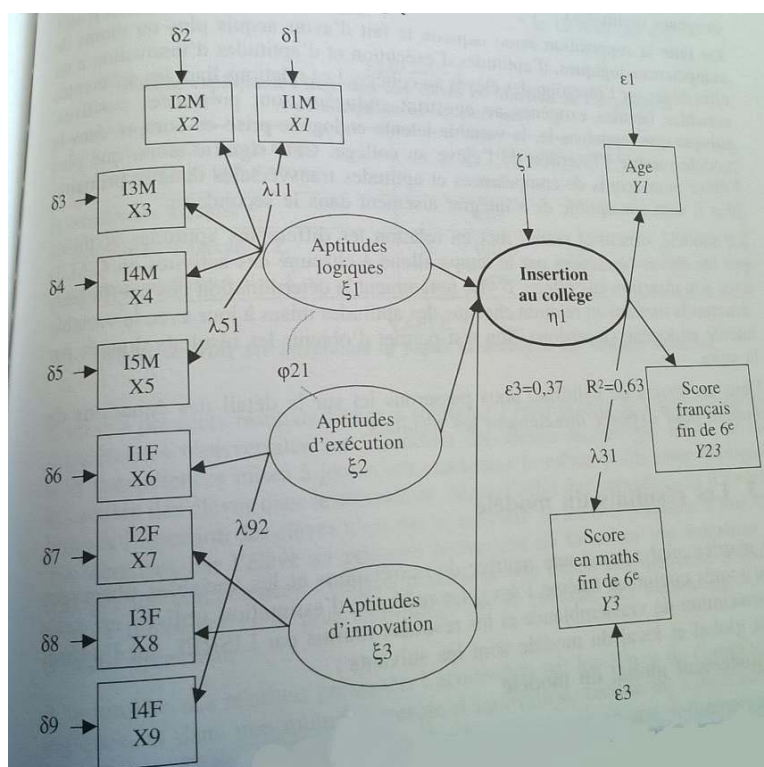 δ2
δ1
I2M
X2
I1M
X1
ε1
Age
Y1
ζ1
I3M
X3
δ3
λ11
Aptitudes
logiques
ξ1
Insertion
au collège
η1
I4M
X4
δ4
λ51
I5M
X5
δ5
φ21
ε3=0,37
R²=0,63
Score
français
fin de 6e
Y23
Aptitudes
d'exécution
ξ2
I1F
X6
δ6
λ31
λ92
I2F
X7
δ7
Score
en maths
fin de 6e
Y3
I3F
X8
δ8
Aptitudes
d'innovation
ξ3
I4F
X9
δ9
ε3